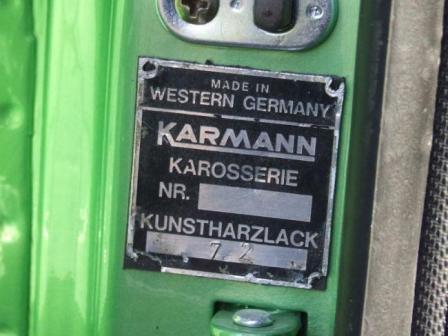 MADE IN
WESTERN GERMANY
KARMANN
KAROSSERIE
NR.
KUNSTHARZLACK
72